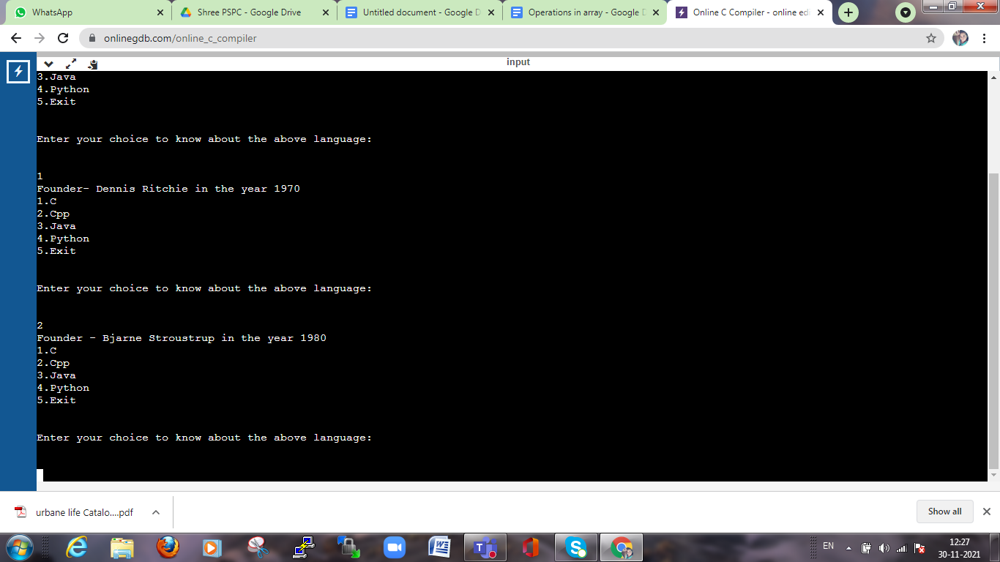 WhatsApp
Shree PSPC - Google Drive
Untitled document - Google D
Operations in array - Google D
Online C Compiler - online edi
onlinegdb.com/online_c_compiler
input
3.Java
4.Python
5.Exit
Enter your choice to know about the above language:
1
Founder- Dennis Ritchie in the year 1970
1.C
2.Cpp
3.Java
4.Python
5.Exit
Enter your choice to know about the above language:
2
Founder - Bjarne Stroustrup in the year 1980
1.C
2.Cpp
3.Java
4.Python
5.Exit
Enter your choice to know about the above language:
urbane life Catalo....pdf
Show all
EN
12:27
30-11-2021